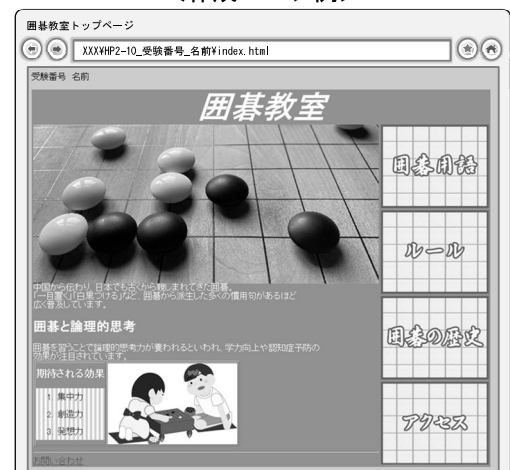 囲碁教室トップページ
XXX¥HP2-10_受験番号_名前¥index.html
受験番号 名前
囲碁教室
囲碁用語
ルール
囲碁の歴史
アクセス
中国から伝わり、日本でも古くから親しまれてきた囲碁。
「一目置く」「白黒つける」など、囲碁から派生した多くの慣用句があるほど
広く普及しています。
囲碁と論理的思考
囲碁を習うことで論理的思考力が養われるといわれ、学力向上や認知症予防の
効果が注目されています。
期待される効果
1. 集中力
2. 創造力
3. 発想力
お問い合わせ